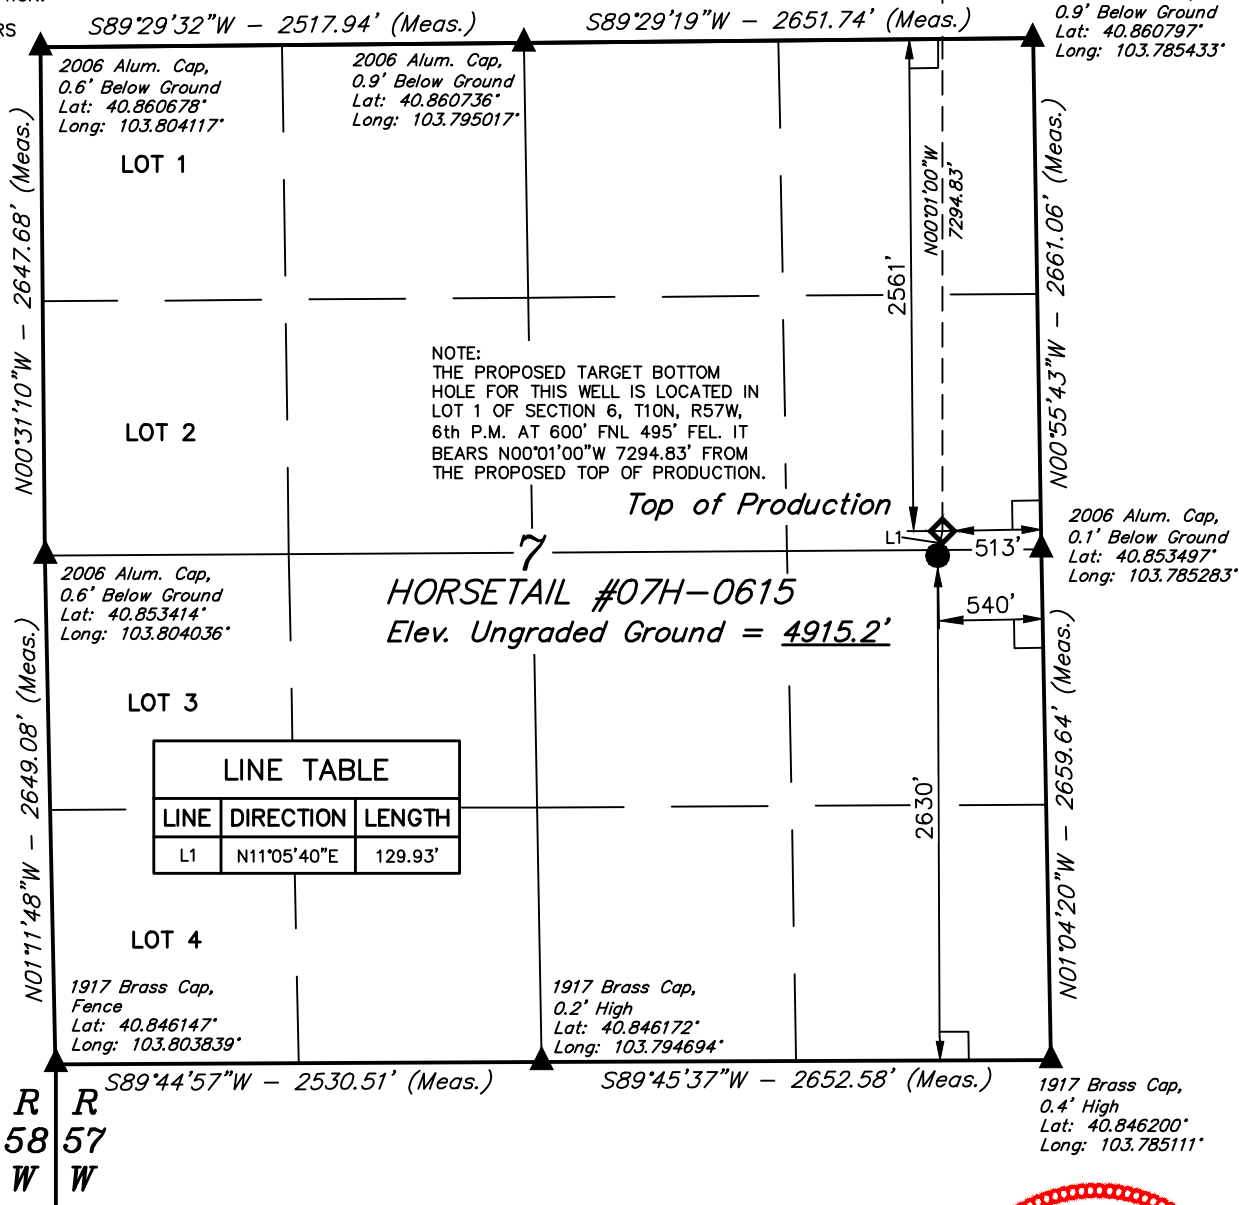 RS
S89°29'32"W - 2517.94' (Meas.)
S89°29'19"W - 2651.74' (Meas.)
0.9' Below Ground
Lat: 40.860797°
Long: 103.785433°
2006 Alum. Cap,
0.6' Below Ground
Lat: 40.860678°
Long: 103.804117°
2006 Alum. Cap,
0.9' Below Ground
Lat: 40.860736°
Long: 103.795017°
LOT 1
N00°31'10"W - 2647.68' (Meas.)
N00°01'00"W
7294.83'
2561'
N00°55'43"W - 2661.06' (Meas.)
NOTE:
THE PROPOSED TARGET BOTTOM
HOLE FOR THIS WELL IS LOCATED IN
LOT 1 OF SECTION 6, T10N, R57W,
6th P.M. AT 600' FNL 495' FEL. IT
BEARS N00°01'00"W 7294.83' FROM
THE PROPOSED TOP OF PRODUCTION.
LOT 2
Top of Production
L1
513'
2006 Alum. Cap,
0.1' Below Ground
Lat: 40.853497°
Long: 103.785283°
7
2006 Alum. Cap,
0.6' Below Ground
Lat: 40.853414°
Long: 103.804036°
HORSETAIL #07H-0615
Elev. Ungraded Ground = 4915.2'
540'
LOT 3
N01°11'48"W - 2649.08' (Meas.)
LINE TABLE
LINE DIRECTION LENGTH
L1 N11°05'40"E 129.93'
2630'
N01°04'20"W - 2659.64' (Meas.)
LOT 4
1917 Brass Cap,
Fence
Lat: 40.846147°
Long: 103.803839°
1917 Brass Cap,
0.2' High
Lat: 40.846172°
Long: 103.794694°
S89°44'57"W - 2530.51' (Meas.)
S89°45'37"W - 2652.58' (Meas.)
1917 Brass Cap,
0.4' High
Lat: 40.846200°
Long: 103.785111°
R R
58 57
W W